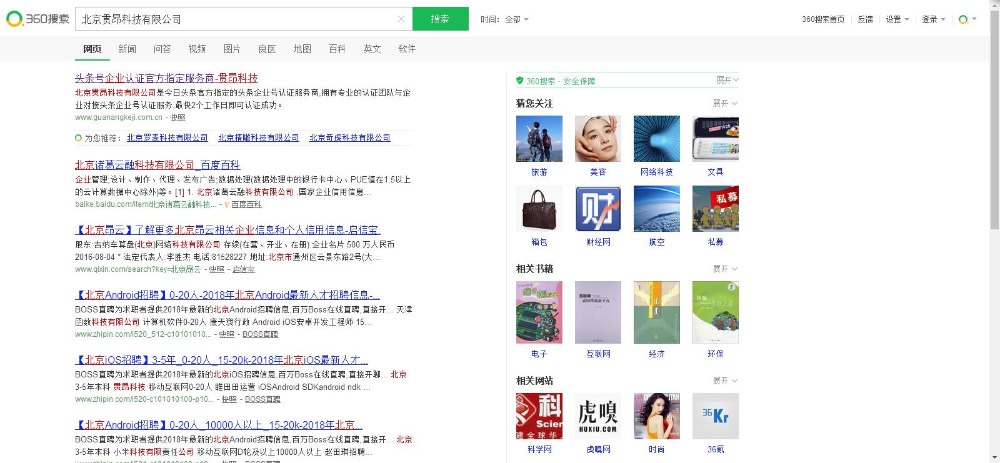 360搜索
北京贯昂科技有限公司
搜索
时间： 全部
360搜索首页 反馈 设置 登录
网页 新闻 问答 视频 图片 良医 地图 百科 英文 软件
头条号企业认证官方指定服务商-贯昂科技
北京贯昂科技有限公司是今日头条官方指定的头条企业号认证服务商,拥有专业的认证团队与企
业对接头条企业号认证服务,最快2个工作日即可认证成功。
www.guanangkeji.com.cn - 快照
为您推荐： 北京罗麦科技有限公司 北京精雕科技有限公司 北京奇虎科技有限公司
北京诸葛云融科技有限公司_百度百科
企业管理;设计、制作、代理、发布广告;数据处理(数据处理中的银行卡中心、PUE值在1.5以上
的云计算数据中心除外)等。[1] 1. 北京诸葛云融科技有限公司 .国家企业信用信息...
baike.baidu.com/item/北京诸葛云融科技... - V 百度百科
【北京昂云】了解更多北京昂云相关企业信息和个人信用信息-启信宝.
股东:吉纳车算盘(北京)网络科技有限公司 存续(在营、开业、在册) 企业名片 500 万人民币
2016-08-04 * 法定代表人:李胜杰 电话:81528227 地址:北京市通州区云景东路2号(大...
www.qixin.com/search?key=北京昂云 - 快照 - 启信宝
【北京Android招聘】0-20人-2018年北京Android最新人才招聘信息-...
BOSS直聘为求职者提供2018年最新的北京Android招聘信息,百万Boss在线直聘,直接开... 天津
函数科技有限公司 计算机软件0-20人 康天澳行政 Android iOS安卓开发工程师 15...
www.zhipin.com/i520_512-c10101010... - 快照 - BOSS直聘
【北京iOS招聘】3-5年_0-20人_15-20k-2018年北京iOS最新人才...
BOSS直聘为求职者提供2018年最新的北京iOS招聘信息,百万Boss在线直聘,直接开聊... 北京
3-5年本科 贯昂科技 移动互联网0-20人 睢田田运营 iOSAndroid SDKandroid ndk ...
www.zhipin.com/i520-c101010100-p10... - 快照 - BOSS直聘
【北京Android招聘】0-20人_10000人以上_15-20k-2018年北京...
BOSS直聘为求职者提供2018年最新的北京Android招聘信息,百万Boss在线直聘,直接开... 北京
3-5年本科 小米科技有限责任公司 移动互联网D轮及以上10000人以上 赵田琪招聘...
360搜索 · 安全保障 展开
猜您关注 展开
1928
旅游 美容 网络科技 文具
财
私募
箱包 财经网 航空 私募
相关书籍 展开
电子
互联网
治国理政新平台
环保
生存之道
电子 互联网 经济 环保
相关网站 展开
科
Scien
健全球华
虎嗅
HUXIU.COM
36Kr
科学网 虎嗅网 时尚 36氪